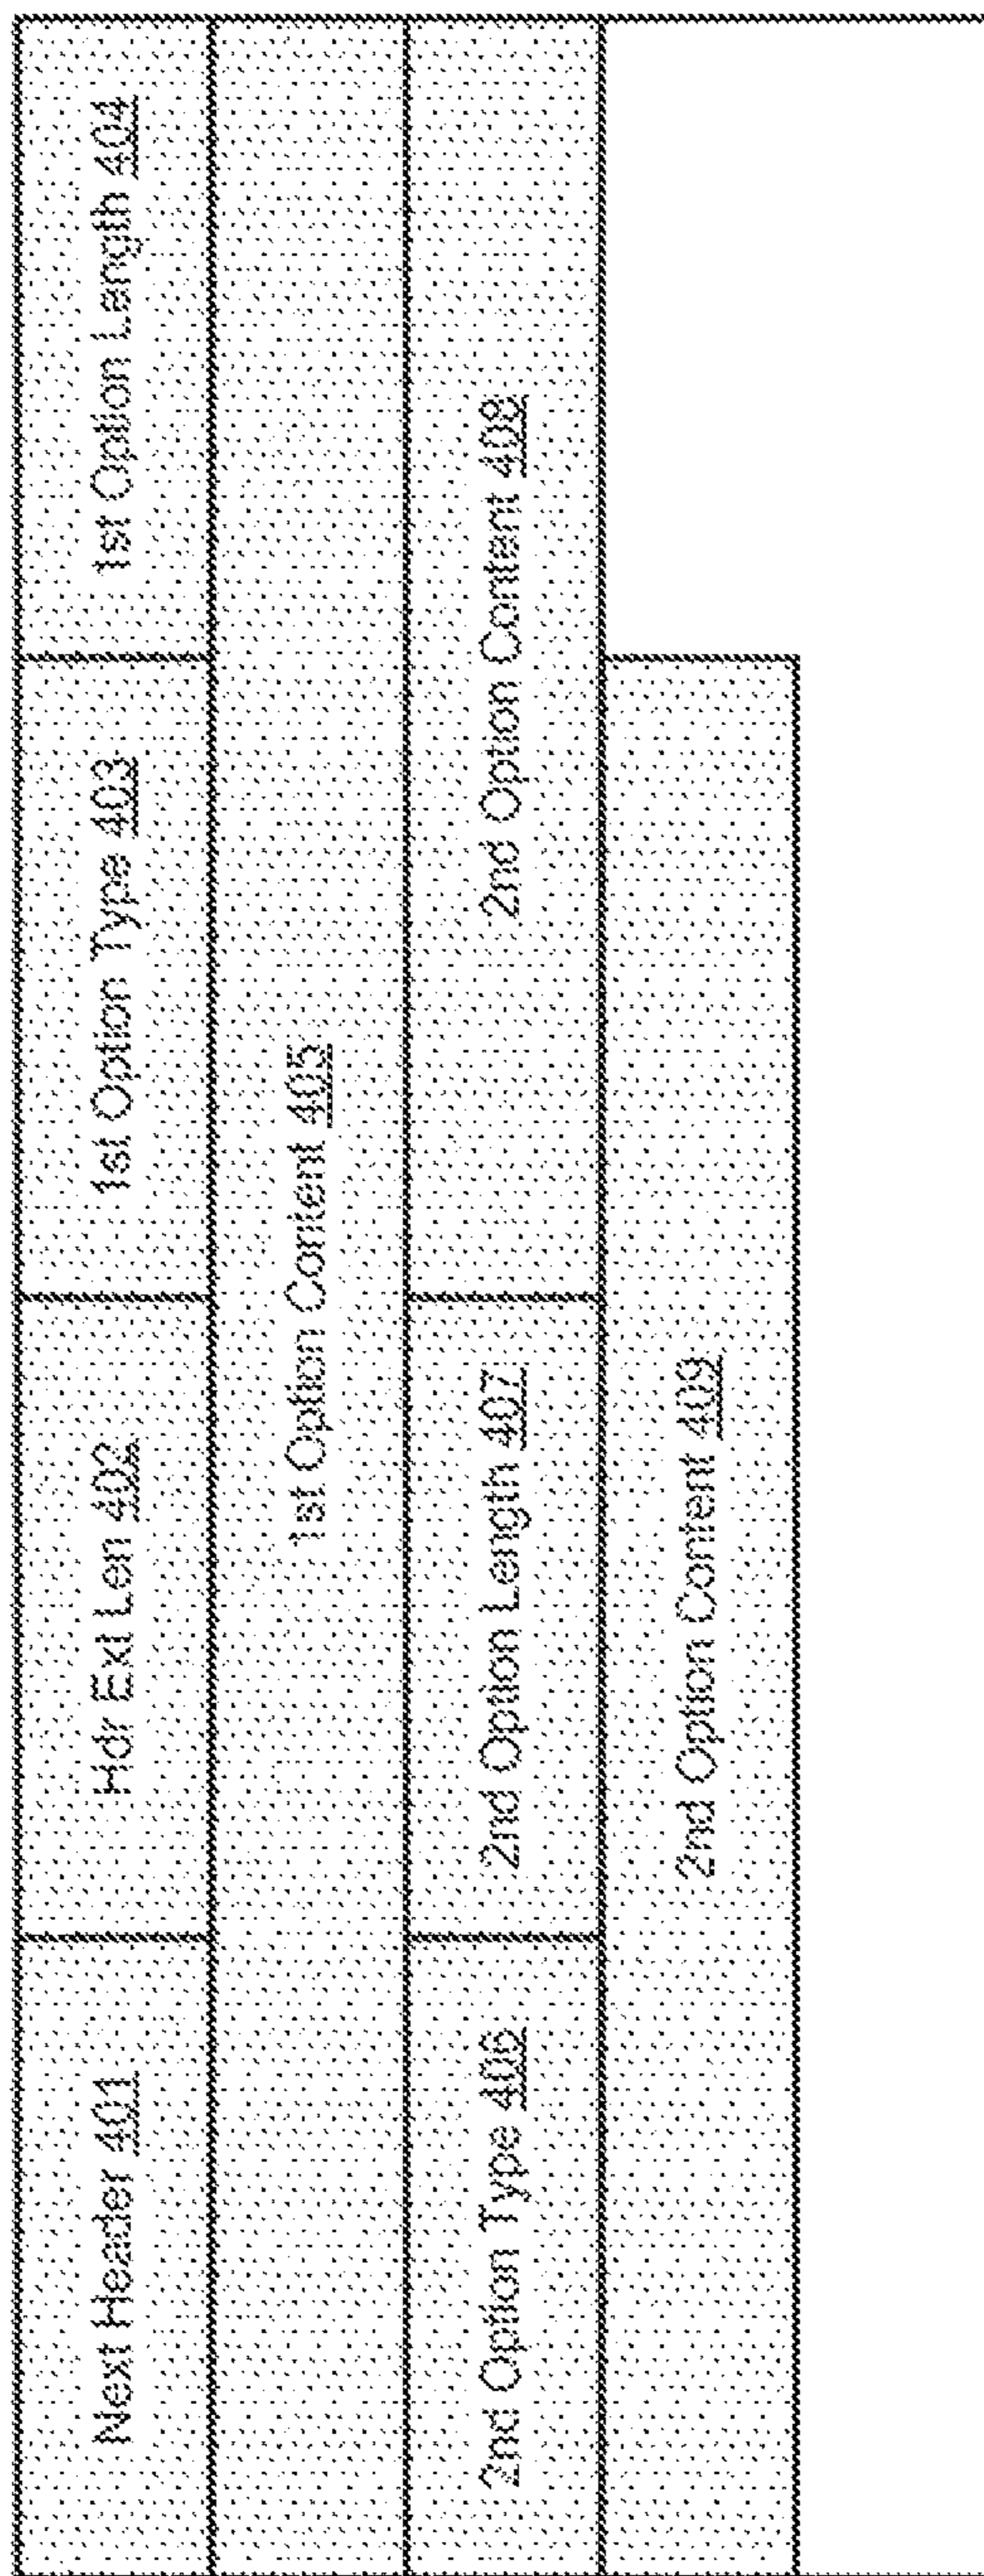 Next Header 401
Hdr Ext Len 402
1st Option Type 403
1st Option Length 404
1st Option Content 405
2nd Option Type 406
2nd Option Length 407
2nd Option Content 408
2nd Option Content 409